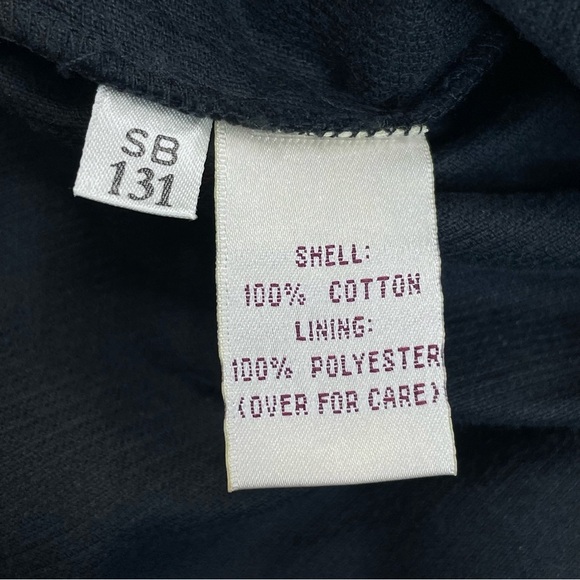 SB
131
SHELL:
100% COTTON
LINING:
100% POLYESTER
(OVER FOR CARE)